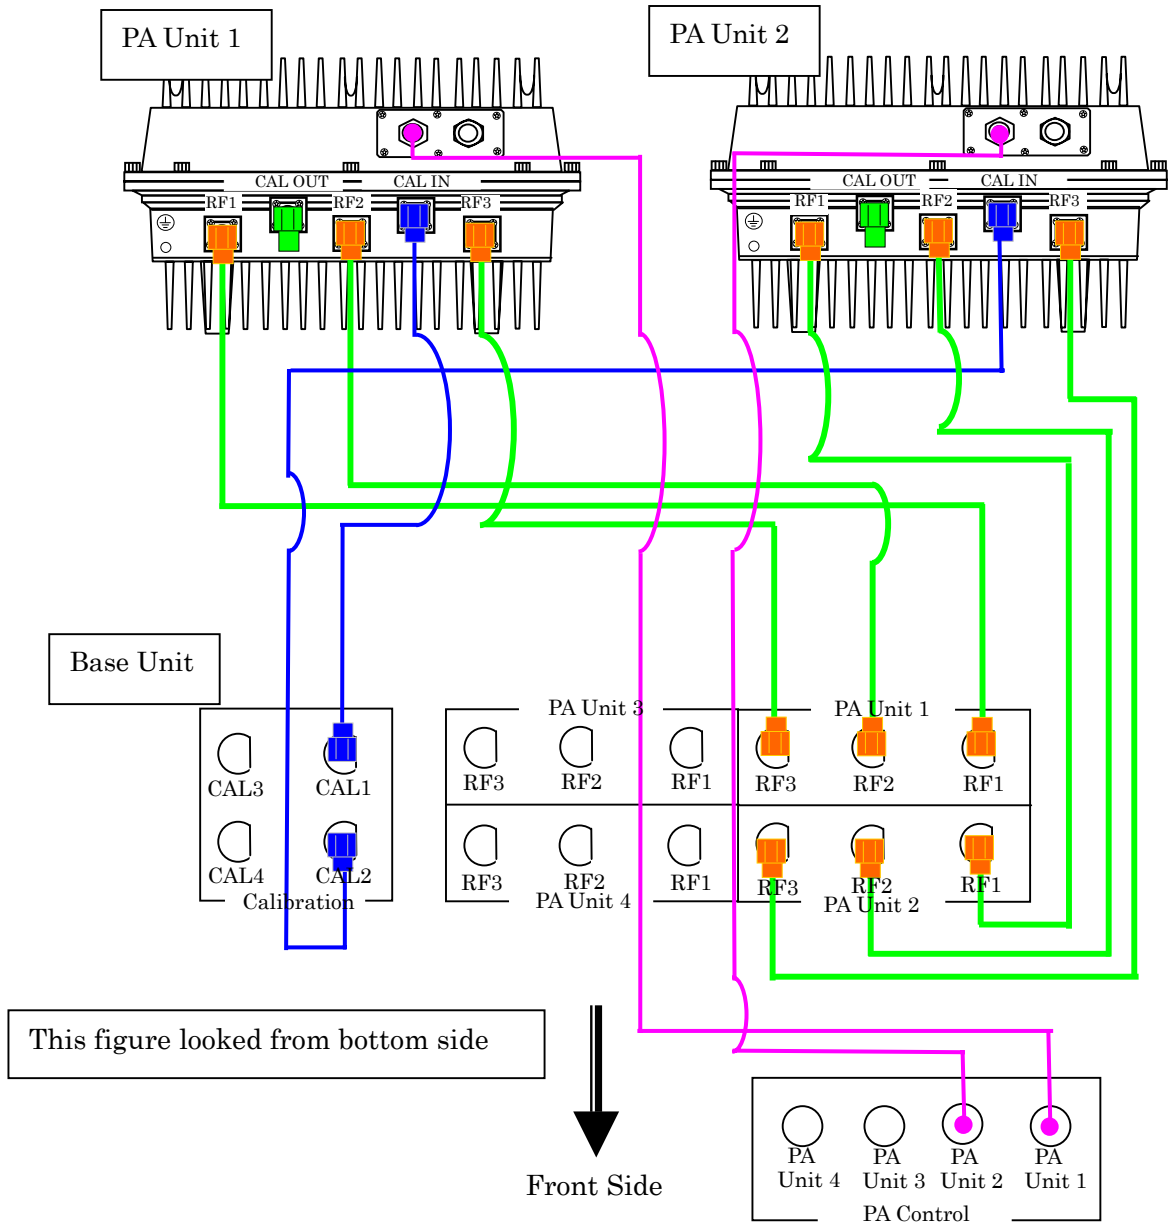 PA Unit 1
PA Unit 2
CAL OUT
CAL IN
RF1
RF2
RF3
CAL OUT
CAL IN
RF1
RF2
RF3
Base Unit
PA Unit 3
PA Unit 1
CAL3
CAL1
RF3
RF2
RF1
RF3
RF2
RF1
CAL4
CAL2
RF3
RF2
RF1
RF3
RF2
RF1
Calibration
PA Unit 4
PA Unit 2
This figure looked from bottom side
Front Side
PA
Unit 4
PA
Unit 3
PA
Unit 2
PA
Unit 1
PA Control